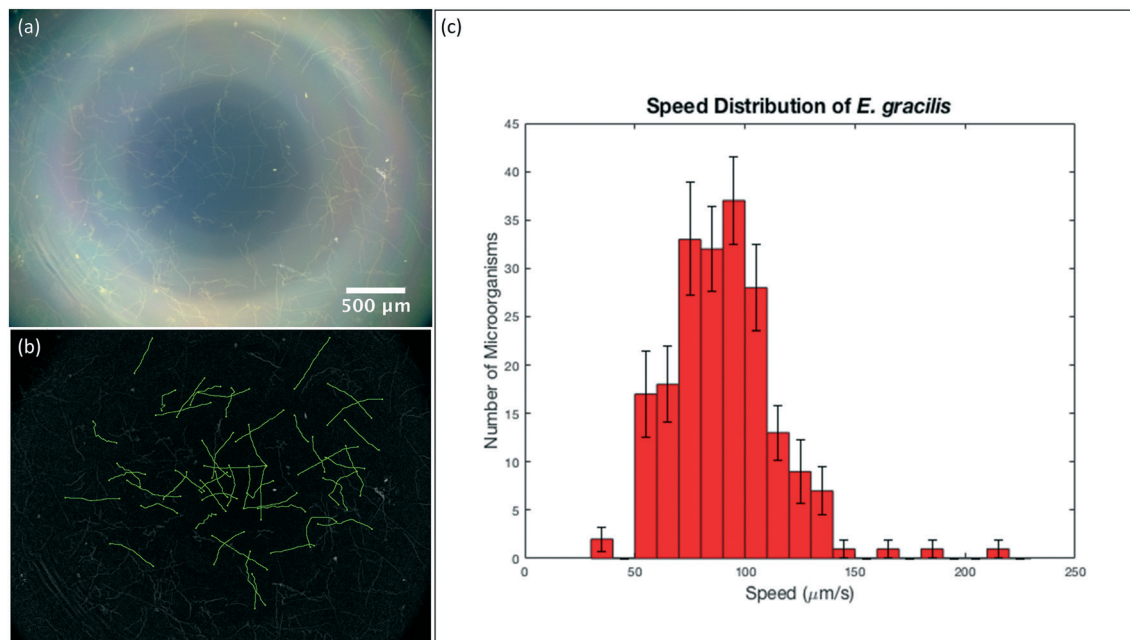 (a)
500 μm
(b)
(c)
Speed Distribution of E. gracilis
Number of Microorganisms
45
40
35
30
25
20
15
10
5
0
0 50 100 150 200 250
Speed (μm/s)